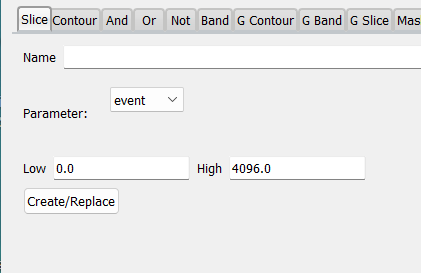 Slice Contour And Or Not Band G Contour G Band G Slice
Name
event
Parameter:
Low 0.0 High 4096.0
Create/Replace